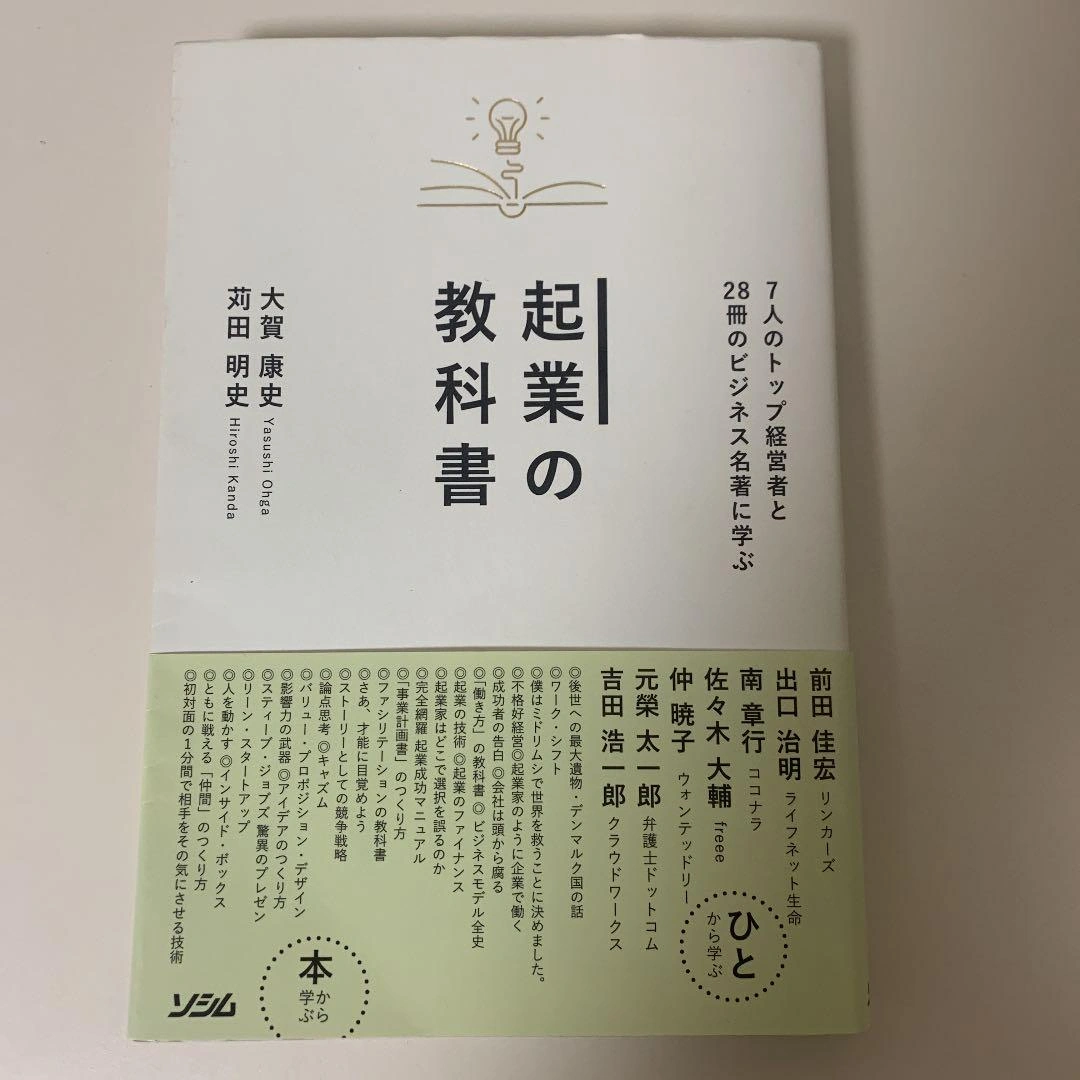 7人のトップ経営者と
28冊のビジネス名著に学ぶ
起業の
教科書
大賀 康史 Yasushi Ohga
苅田 明史 Hiroshi Kanda
前田 佳宏 リンカーズ
出口 治明 ライフネット生命
南 章行 ココナラ
佐々木 大輔 freee
仲 暁子 ウォンテッドリー
元榮 太一郎 弁護士ドットコム
吉田 浩一郎 クラウドワークス
ひと
から学ぶ
◎後世への最大遺物・デンマルク国の話
◎ワーク・シフト
◎僕はミドリムシで世界を救うことに決めました。
◎不格好経営◎起業家のように企業で働く
◎成功者の告白 ◎会社は頭から腐る
◎「働き方」の教科書 ◎ビジネスモデル全史
◎起業の技術◎起業のファイナンス
◎起業家はどこで選択を誤るのか
◎完全網羅 起業成功マニュアル
◎「事業計画書」のつくり方
◎ファシリテーションの教科書
◎さあ、才能に目覚めよう
◎ストーリーとしての競争戦略
◎論点思考 ◎キャズム
◎バリュー・プロポジション・デザイン
◎影響力の武器 ◎アイデアのつくり方
◎スティーブ・ジョブズ 驚異のプレゼン
◎リーン・スタートアップ
◎人を動かす◎インサイド・ボックス
◎ともに戦える「仲間」のつくり方
◎初対面の1分間で相手をその気にさせる技術
本から
学ぶ
ソシム